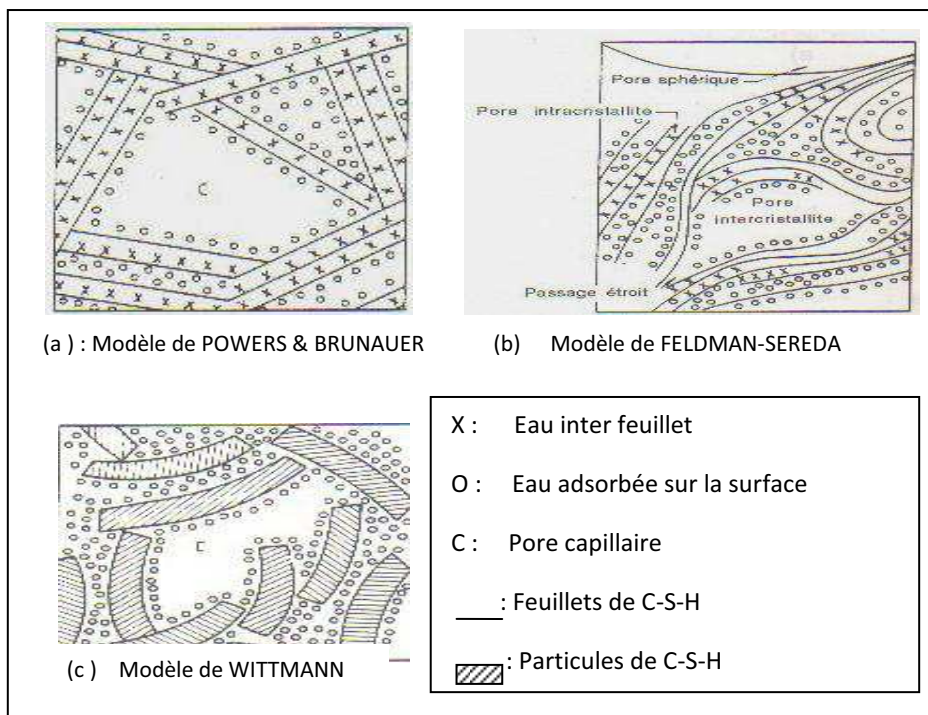 C
(a ) : Modèle de POWERS & BRUNAUER
Pore sphérique
Pore intracristallite
Pore
intercristallite
Passage étroit
(b) Modèle de FELDMAN-SEREDA
(c ) Modèle de WITTMANN
X : Eau inter feuillet
O : Eau adsorbée sur la surface
C : Pore capillaire
: Feuillets de C-S-H
: Particules de C-S-H